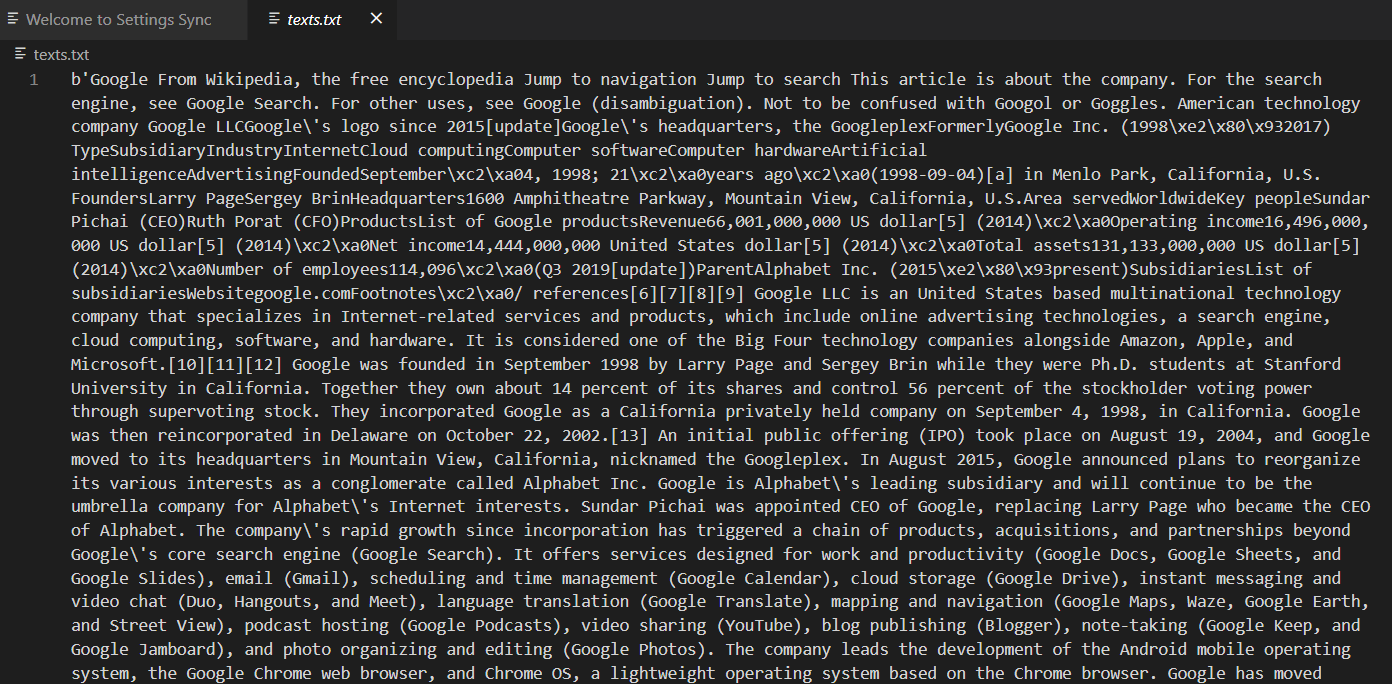 Welcome to Settings Sync
texts.txt
texts.txt
1
b'Google From Wikipedia, the free encyclopedia Jump to navigation Jump to search This article is about the company. For the search
engine, see Google Search. For other uses, see Google (disambiguation). Not to be confused with Googol or Goggles. American technology
company Google LLCGoogle\'s logo since 2015[update]Google\'s headquarters, the GoogleplexFormerlyGoogle Inc. (1998\xe2\x80\x932017)
TypeSubsidiaryIndustryInternetCloud computingComputer softwareComputer hardwareArtificial
intelligenceAdvertisingFoundedSeptember\xc2\xa04, 1998; 21\xc2\xa0years ago\xc2\xa0(1998-09-04)[a] in Menlo Park, California, U.S.
FoundersLarry PageSergey BrinHeadquarters1600 Amphitheatre Parkway, Mountain View, California, U.S.Area servedWorldwideKey peopleSundar
Pichai (CEO)Ruth Porat (CFO)ProductsList of Google productsRevenue66,001,000,000 US dollar[5] (2014)\xc2\xa0Operating income16,496,000,
000 US dollar[5] (2014)\xc2\xa0Net income14,444,000,000 United States dollar[5] (2014)\xc2\xa0Total assets131,133,000,000 US dollar[5]
(2014)\xc2\xa0Number of employees114,096\xc2\xa0(Q3 2019[update])ParentAlphabet Inc. (2015\xe2\x80\x93present)SubsidiariesList of
subsidiariesWebsitegoogle.comFootnotes\xc2\xa0/ references[6][7][8][9] Google LLC is an United States based multinational technology
company that specializes in Internet-related services and products, which include online advertising technologies, a search engine,
cloud computing, software, and hardware. It is considered one of the Big Four technology companies alongside Amazon, Apple, and
Microsoft.[10][11][12] Google was founded in September 1998 by Larry Page and Sergey Brin while they were Ph.D. students at Stanford
University in California. Together they own about 14 percent of its shares and control 56 percent of the stockholder voting power
through supervoting stock. They incorporated Google as a California privately held company on September 4, 1998, in California. Google
was then reincorporated in Delaware on October 22, 2002.[13] An initial public offering (IPO) took place on August 19, 2004, and Google
moved to its headquarters in Mountain View, California, nicknamed the Googleplex. In August 2015, Google announced plans to reorganize
its various interests as a conglomerate called Alphabet Inc. Google is Alphabet\'s leading subsidiary and will continue to be the
umbrella company for Alphabet\'s Internet interests. Sundar Pichai was appointed CEO of Google, replacing Larry Page who became the CEO
of Alphabet. The company\'s rapid growth since incorporation has triggered a chain of products, acquisitions, and partnerships beyond
Google\'s core search engine (Google Search). It offers services designed for work and productivity (Google Docs, Google Sheets, and
Google Slides), email (Gmail), scheduling and time management (Google Calendar), cloud storage (Google Drive), instant messaging and
video chat (Duo, Hangouts, and Meet), language translation (Google Translate), mapping and navigation (Google Maps, Waze, Google Earth,
and Street View), podcast hosting (Google Podcasts), video sharing (YouTube), blog publishing (Blogger), note-taking (Google Keep, and
Google Jamboard), and photo organizing and editing (Google Photos). The company leads the development of the Android mobile operating
system, the Google Chrome web browser, and Chrome OS, a lightweight operating system based on the Chrome browser. Google has moved